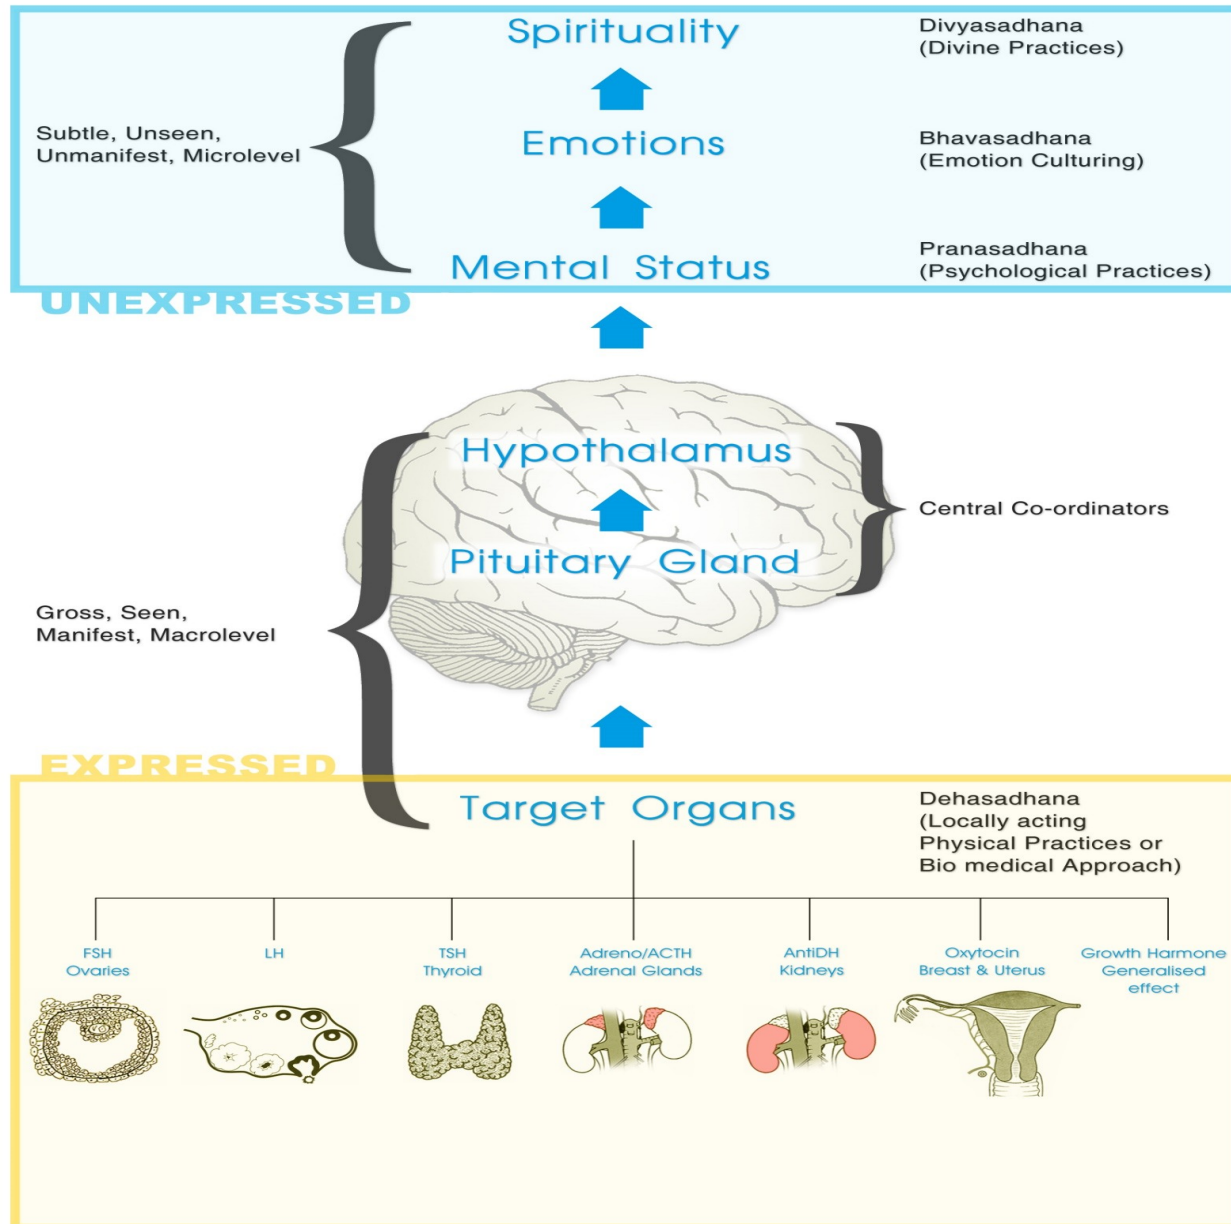 Spirituality
Divyasadhana
(Divine Practices)
Subtle, Unseen,
Unmanifest, Microlevel
Emotions
Bhavasadhana
(Emotion Culturing)
Mental Status
Pranasadhana
(Psychological Practices)
UNEXPRESSED
Hypothalamus
Central Co-ordinators
Pituitary Gland
Gross, Seen,
Manifest, Macrolevel
EXPRESSED
Target Organs
Dehasadhana
(Locally acting
Physical Practices or
Bio medical Approach)
FSH
Ovaries
LH
TSH
Thyroid
Adreno/ACTH
Adrenal Glands
AntiDH
Kidneys
Oxytocin
Breast & Uterus
Growth Harmone
Generalised
effect